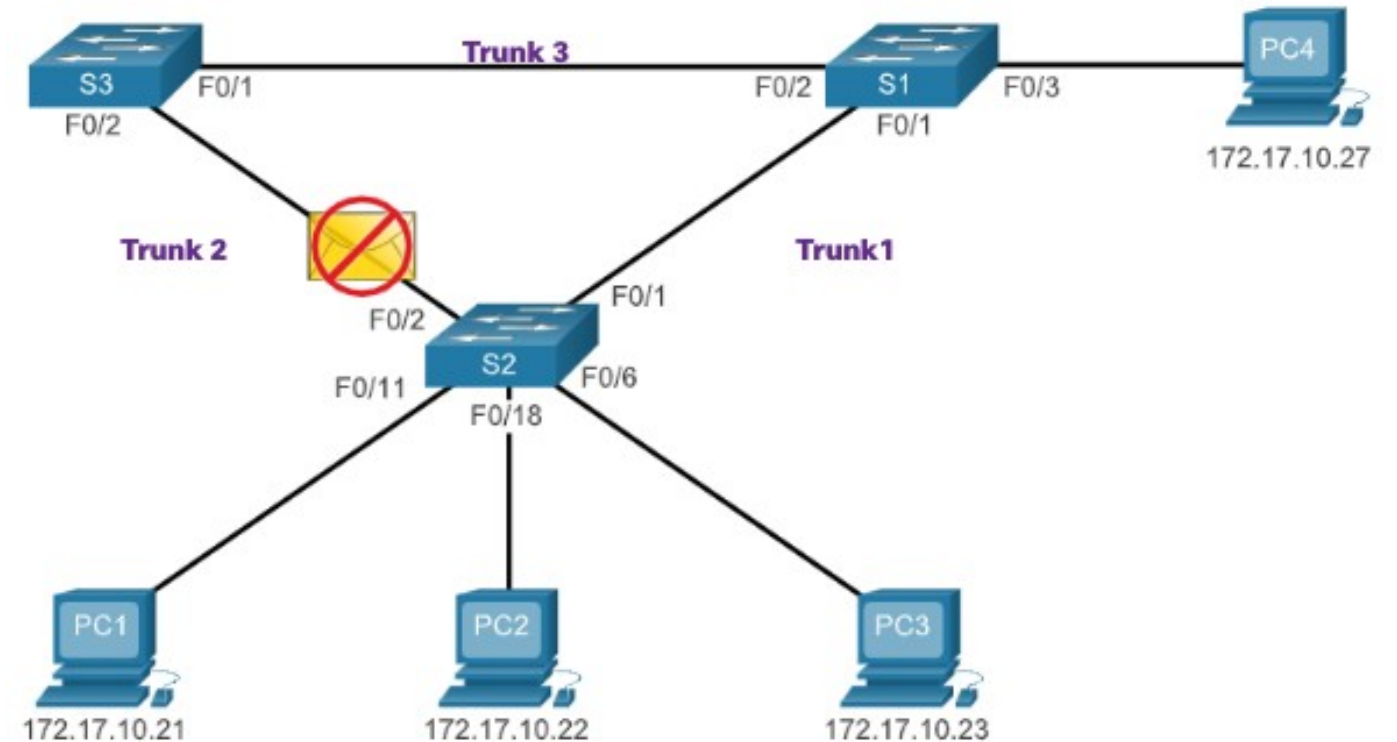 Trunk 3
S3
F0/1
F0/2
S1
F0/3
PC4
F0/2
F0/1
172.17.10.27
Trunk 2
Trunk1
F0/1
F0/2
S2
F0/11
F0/6
F0/18
PC1
PC2
PC3
172.17.10.21
172.17.10.22
172.17.10.23